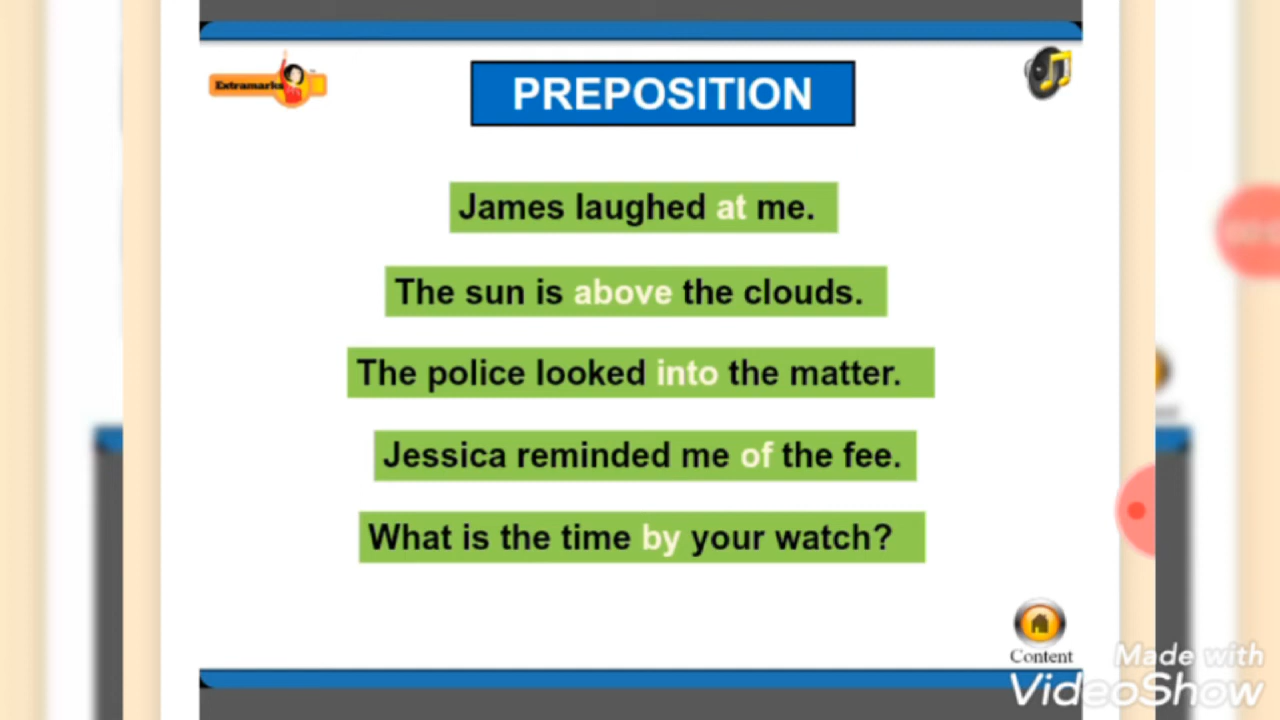 Extramarks
PREPOSITION
James laughed at me.
The sun is above the clouds.
The police looked into the matter.
Jessica reminded me of the fee.
What is the time by your watch?
Content
Made with
VideoShow